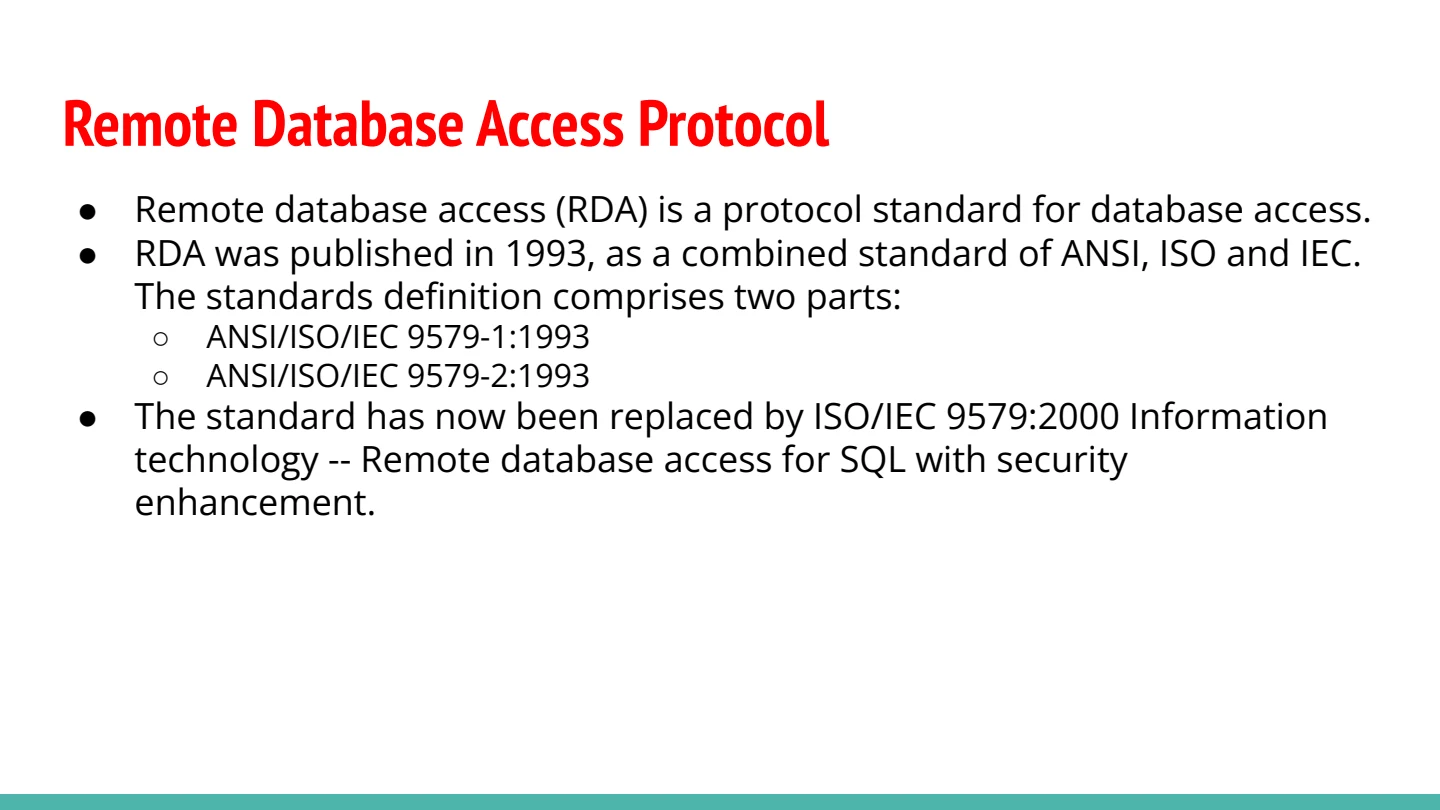 Remote Database Access Protocol
● Remote database access (RDA) is a protocol standard for database access.
● RDA was published in 1993, as a combined standard of ANSI, ISO and IEC.
The standards definition comprises two parts:
○ ANSI/ISO/IEC 9579-1:1993
○ ANSI/ISO/IEC 9579-2:1993
● The standard has now been replaced by ISO/IEC 9579:2000 Information
technology -- Remote database access for SQL with security
enhancement.